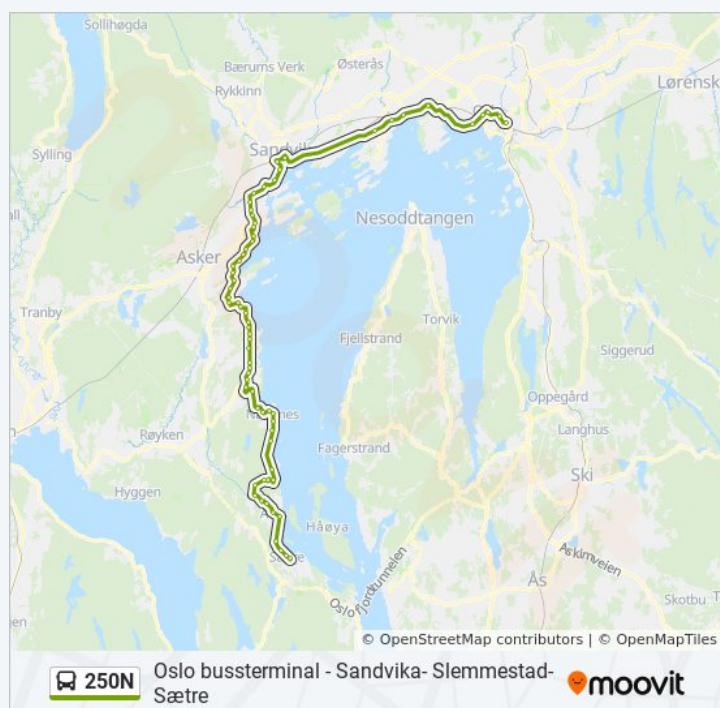 Sollihøgda
Bærums Verk
Østerås
Rykkinn
Lørensk
Sylling
Sandvik
Nesoddtangen
Asker
Tranby
Fjellstrand
Torvik
Siggerud
Oppegård
Langhus
Røyken
Fagerstrand
Ski
Hyggen
Håøya
Oslofjordtunnelen
Ås
Askimveien
Skotbu
© OpenStreetMap contributors | © OpenMapTiles
250N
Oslo bussterminal - Sandvika- Slemmestad-
Sætre
moovit